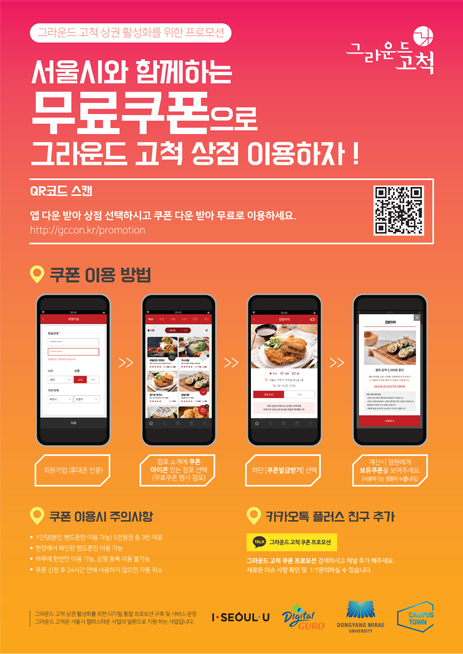 그라운드 고척 상권 활성화를 위한 프로모션
그라운드
고척
서울시와 함께하는
무료쿠폰으로
그라운드 고척 상점 이용하자 !
QR코드 스캔
앱 다운 받아 상점 선택하시고 쿠폰 다운 받아 무료로 이용하세요.
http://gccon.kr/promotion
쿠폰 이용 방법
회원가입 (휴대폰 인증)
점포 소개에 쿠폰
아이콘 있는 점포 선택
(무료쿠폰 행사 점포)
하단 [쿠폰발급받기] 선택
계산시 점원에게
보유쿠폰을 보여주세요.
(사용하기는 점원이 누릅니다)
쿠폰 이용시 주의사항
• 1인당(본인 핸드폰만 이용 가능) 5천원권 총 3번 제공
• 현장에서 확인된 핸드폰만 이용 가능
• 하루에 한번만 이용 가능, 상점 중복 이용 불가능
• 쿠폰 신청 후 24시간 안에 사용하지 않으면 자동 취소
카카오톡 플러스 친구 추가
TALK 그라운드 고척 쿠폰 프로모션
그라운드 고척 쿠폰 프로모션 검색하시고 채널 추가 해주세요.
새로운 이슈 사항 확인 및 1:1문의하실 수 있습니다.
그라운드 고척 상권 활성화를 위한 디지털 통합 프로모션 구축 및 서비스 운영
그라운드 고척은 서울시 캠퍼스타운 사업의 일환으로 지원 하는 사업입니다.
I·SEOUL·U
Digital
GURO
DONGYANG MIRAE
UNIVERSITY
CAMPUS
TOWN